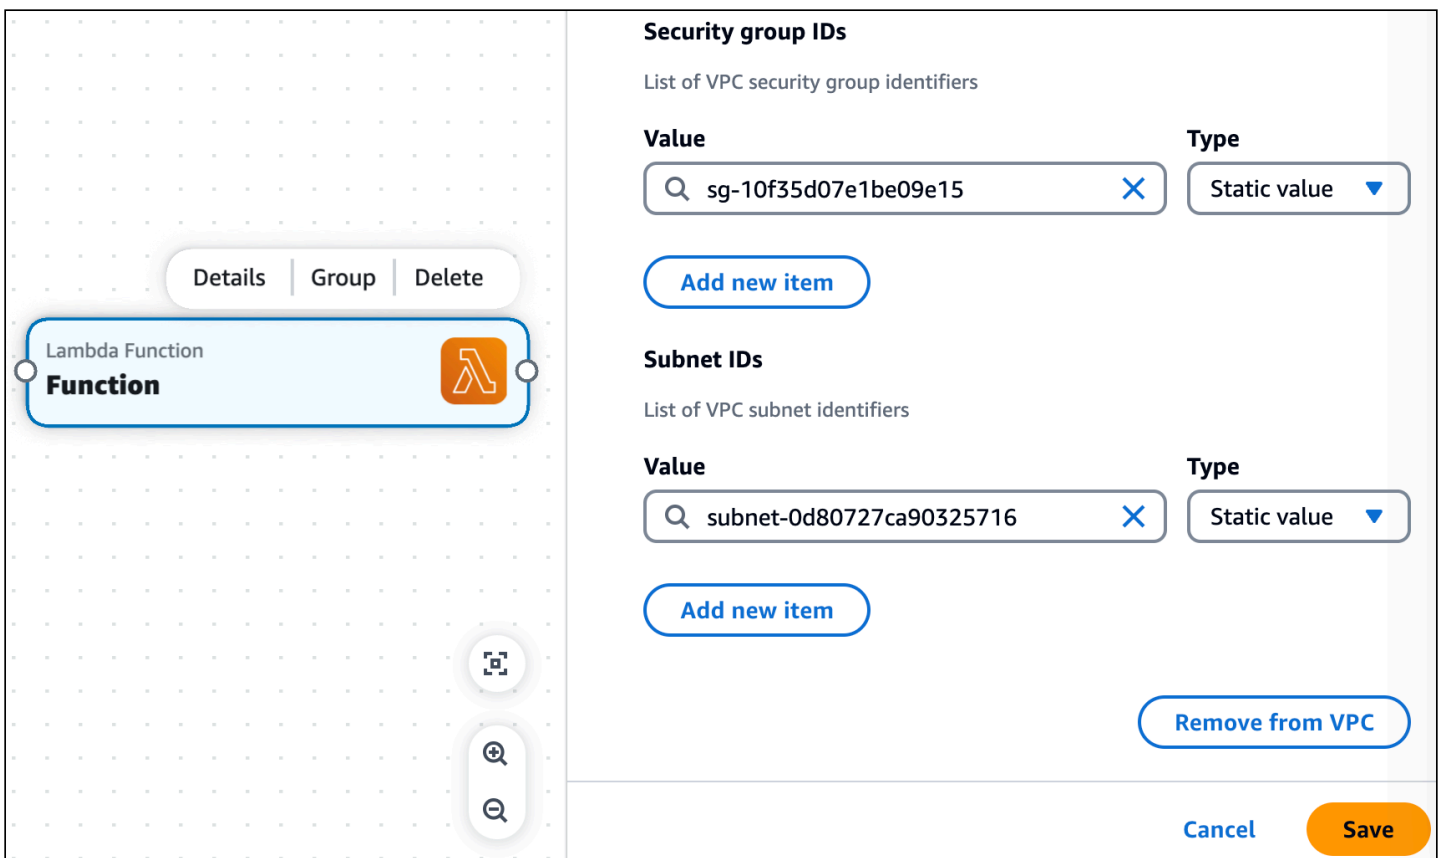 Details
Group
Delete
Lambda Function
Function
Security group IDs
List of VPC security group identifiers
Value
Type
sg-10f35d07e1be09e15
Static value
Add new item
Subnet IDs
List of VPC subnet identifiers
Value
Type
subnet-0d80727ca90325716
Static value
Add new item
Remove from VPC
Cancel
Save